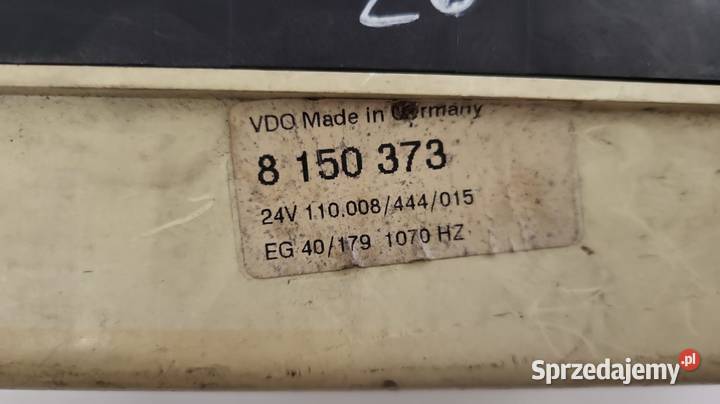 20
VDO Made in Germany
8 150 373
24V 110.008/444/015
EG 40/179 1070 HZ
Sprzedajemy.pl